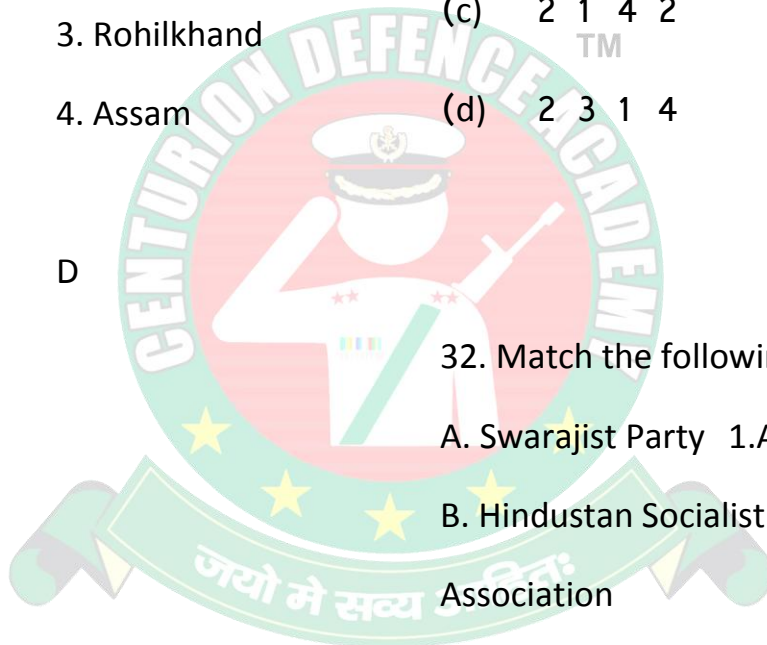 3. Rohilkhand
4. Assam
D
(c) 2 1 4 2
(d) 2 3 1 4
32. Match the followi
A. Swarajist Party 1.
B. Hindustan Socialist
Association
CENTURION DEFENCE ACADEMY
TM
जयो मे सव्य